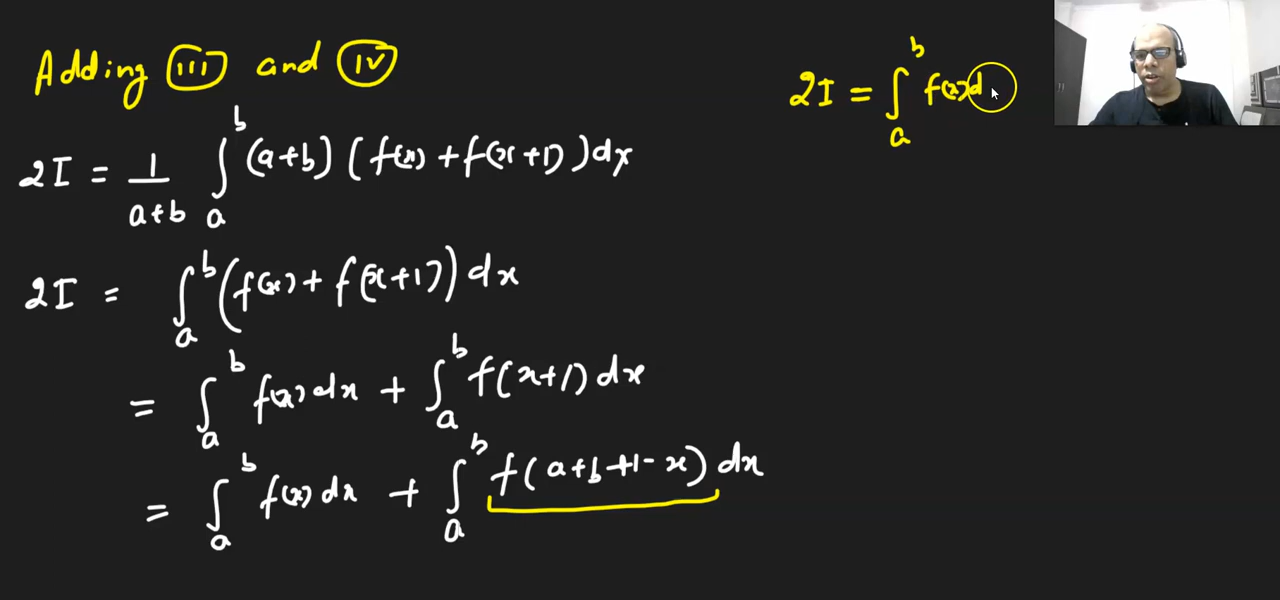 Adding (iii) and (iv)
2I = 1/(a+b) ∫_a^b (a+b) (f(x) + f(x+1)) dx
2I = ∫_a^b (f(x) + f(x+1)) dx
= ∫_a^b f(x) dx + ∫_a^b f(x+1) dx
= ∫_a^b f(x) dx + ∫_a^b f(a+b+1-x) dx
2I = ∫_a^b f(x) d